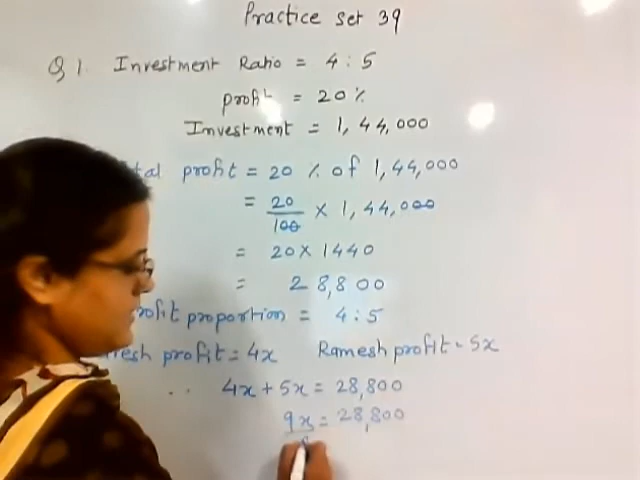 Practice set 39
Q 1. Investment Ratio = 4 : 5
profit = 20 %
Investment = 1,44,000
profit = 20 % of 1,44,000
= 20/100 × 1,44,000
= 20 × 1440
= 28,800
proportion = 4 : 5
profit = 4x Ramesh profit = 5x
4x + 5x = 28,800
9x = 28,800